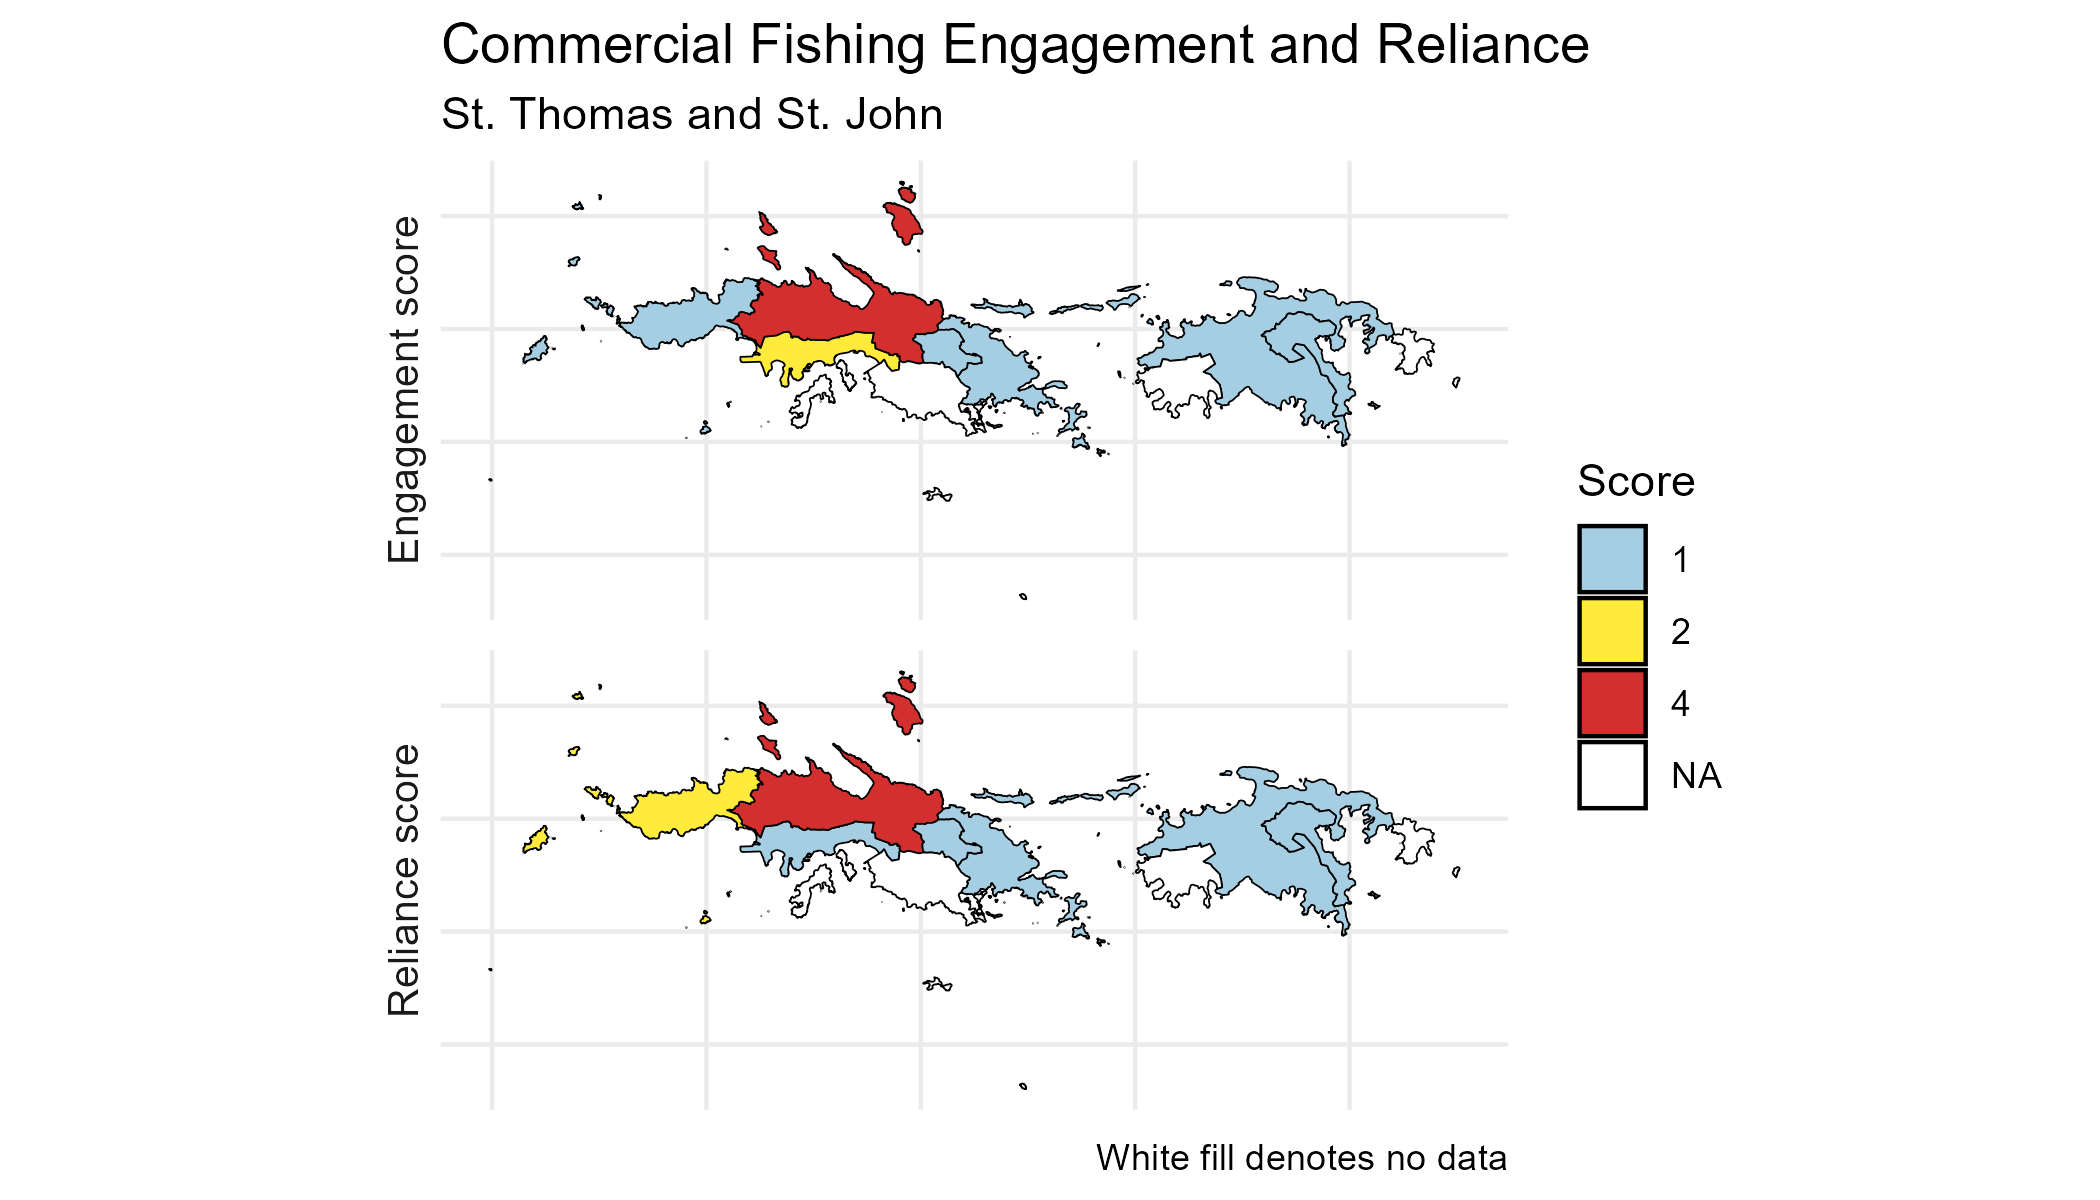 Commercial Fishing Engagement and Reliance
St. Thomas and St. John
Engagement score
Reliance score
Score
1
2
4
NA
White fill denotes no data